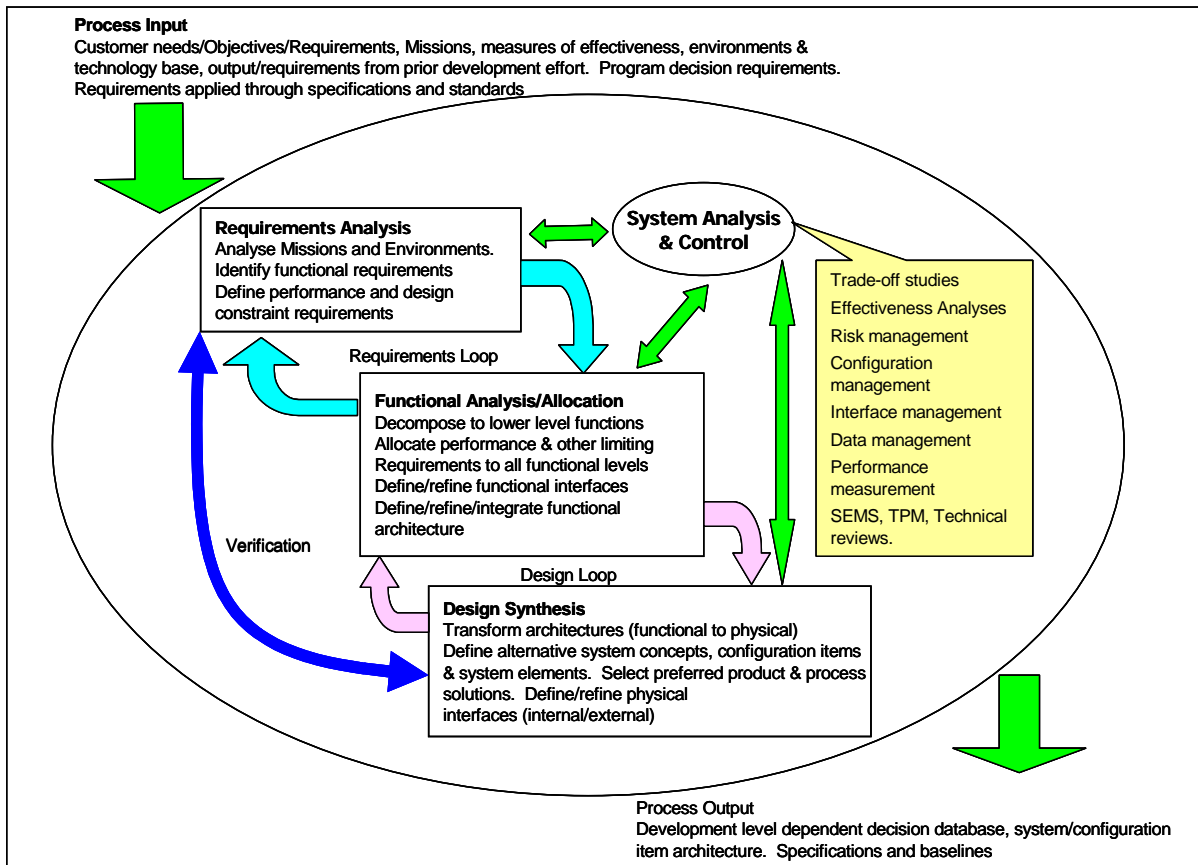 Process Input
Customer needs/Objectives/Requirements, Missions, measures of effectiveness, environments &
technology base, output/requirements from prior development effort.  Program decision requirements.
Requirements applied through specifications and standards
Requirements Analysis
Analyse Missions and Environments.
Identify functional requirements
Define performance and design
constraint requirements
System Analysis
& Control
Trade-off studies
Effectiveness Analyses
Risk management
Configuration
management
Interface management
Data management
Performance
measurement
SEMS, TPM, Technical
reviews.
Requirements Loop
Functional Analysis/Allocation
Decompose to lower level functions
Allocate performance & other limiting
Requirements to all functional levels
Define/refine functional interfaces
Define/refine/integrate functional
architecture
Verification
Design Loop
Design Synthesis
Transform architectures (functional to physical)
Define alternative system concepts, configuration items
& system elements.  Select preferred product & process
solutions.  Define/refine physical
interfaces (internal/external)
Process Output
Development level dependent decision database, system/configuration
item architecture.  Specifications and baselines